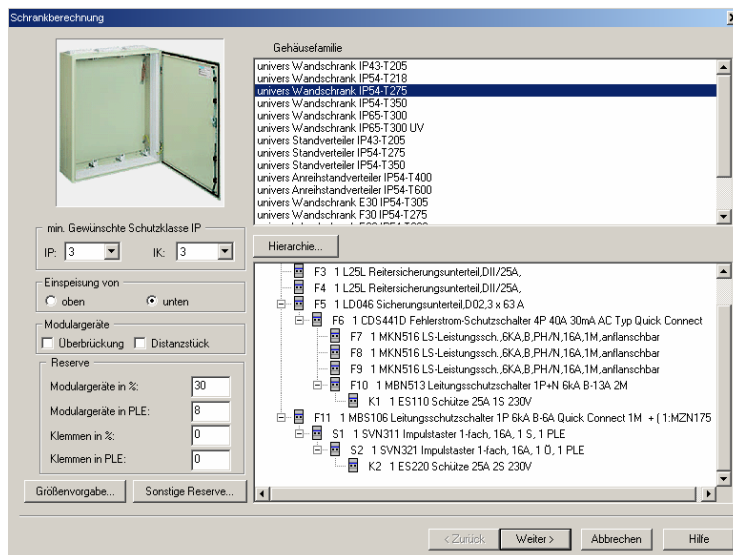 Schrankberechnung
Gehäusefamilie
univers Wandschrank IP43-T205
univers Wandschrank IP54-T218
univers Wandschrank IP54-T275
univers Wandschrank IP54-T350
univers Wandschrank IP65-T300
univers Wandschrank IP65-T300 UV
univers Standverteiler IP43-T205
univers Standverteiler IP54-T275
univers Standverteiler IP54-T350
univers Anreihstandverteiler IP54-T400
univers Anreihstandverteiler IP54-T600
univers Wandschrank E30 IP54-T305
univers Wandschrank F30 IP54-T275
min. Gewünschte Schutzklasse IP
IP: 3 IK: 3
Einspeisung von
oben unten
Modulargeräte
Überbrückung Distanzstück
Reserve
Modulargeräte in %: 30
Modulargeräte in PLE: 8
Klemmen in %: 0
Klemmen in PLE: 0
Größenvorgabe... Sonstige Reserve...
Hierarchie...
F3 1 L25L Reitersicherungsunterteil,DII/25A,
F4 1 L25L Reitersicherungsunterteil,DII/25A,
F5 1 LD046 Sicherungsunterteil,D02,3 x 63 A
F6 1 CDS441D Fehlerstrom-Schutzschalter 4P 40A 30mA AC Typ Quick Connect
F7 1 MKN516 LS-Leistungssch.,6KA,B,PH/N,16A,1M,anflanschbar
F8 1 MKN516 LS-Leistungssch.,6KA,B,PH/N,16A,1M,anflanschbar
F9 1 MKN516 LS-Leistungssch.,6KA,B,PH/N,16A,1M,anflanschbar
F10 1 MBN513 Leitungsschutzschalter 1P+N 6kA B-13A 2M
K1 1 ES110 Schütze 25A 1S 230V
F11 1 MBS106 Leitungsschutzschalter 1P 6kA B-6A Quick Connect 1M + ( 1:MZN175
S1 1 SVN311 Impulstaster 1-fach, 16A, 1 S, 1 PLE
S2 1 SVN321 Impulstaster 1-fach, 16A, 1 Ö, 1 PLE
K2 1 ES220 Schütze 25A 2S 230V
< Zurück Weiter > Abbrechen Hilfe